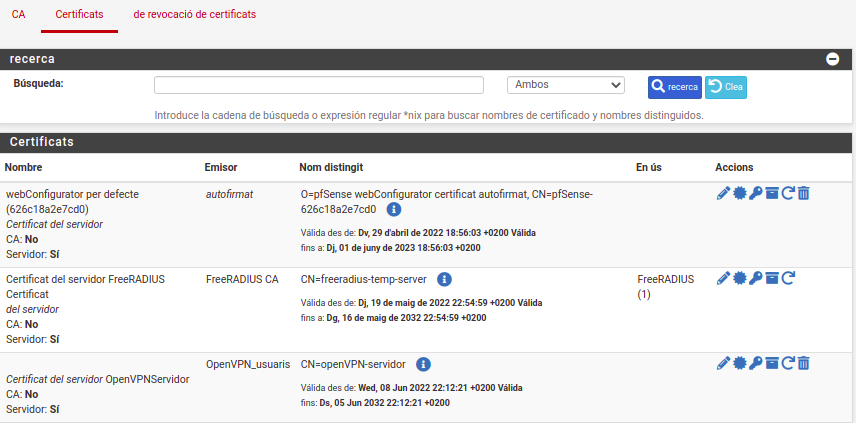 CA Certificats de revocació de certificats
recerca
Búsqueda: Ambos recerca Clea
Introduce la cadena de búsqueda o expresión regular *nix para buscar nombres de certificado y nombres distinguidos.
Certificats
Nombre Emisor Nom distingit En ús Accions
webConfigurator per defecte
(626c18a2e7cd0)
Certificat del servidor
CA: No
Servidor: Sí
autofirmat
O=pfSense webConfigurator certificat autofirmat, CN=pfSense-
626c18a2e7cd0
Válida des de: Dv, 29 d'abril de 2022 18:56:03 +0200 Válida
fins a: Dj, 01 de juny de 2023 18:56:03 +0200
Certificat del servidor FreeRADIUS
Certificat
del servidor
CA: No
Servidor: Sí
FreeRADIUS CA
CN=freeradius-temp-server
Válida des de: Dj, 19 de maig de 2022 22:54:59 +0200 Válida
fins a: Dg, 16 de maig de 2032 22:54:59 +0200
FreeRADIUS
(1)
Certificat del servidor OpenVPNServidor
CA: No
Servidor: Sí
OpenVPN_usuaris
CN=openVPN-servidor
Válida des de: Wed, 08 Jun 2022 22:12:21 +0200 Válida
fins: Ds, 05 Jun 2032 22:12:21 +0200